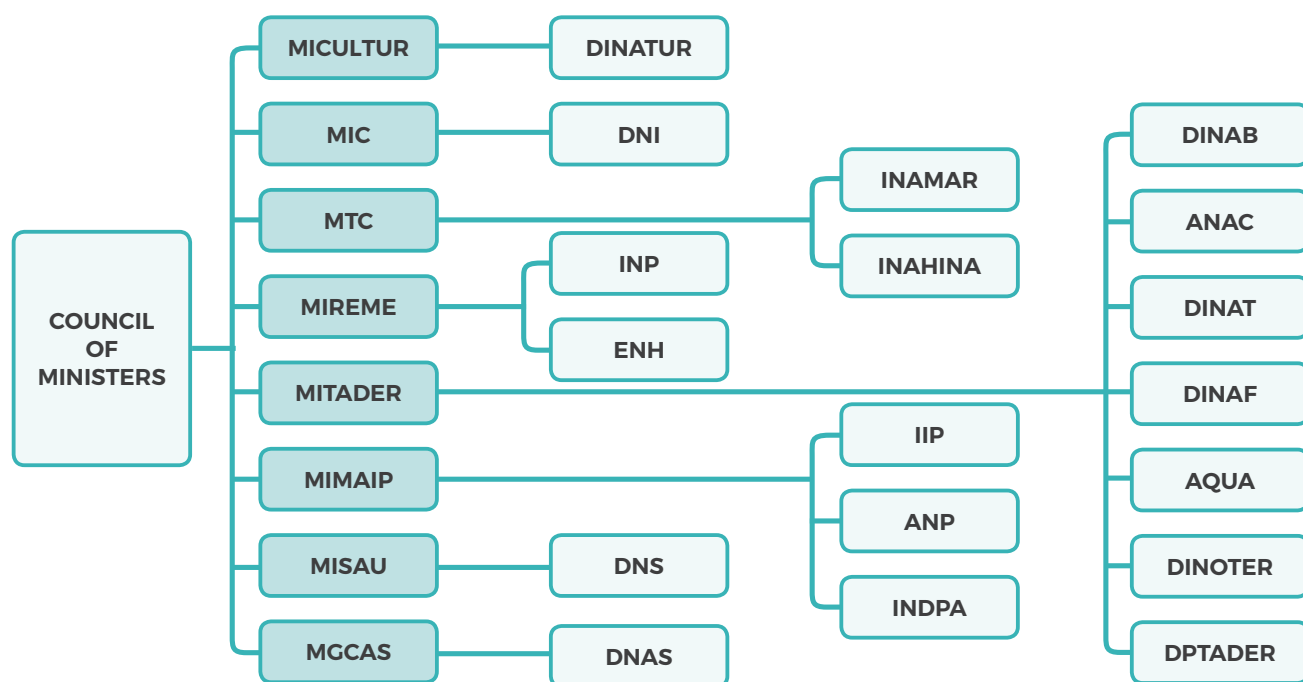 COUNCIL
OF
MINISTERS
MICULTUR
DINATUR
MIC
DNI
MTC
INAMAR
INAHINA
MIREME
INP
ENH
MITADER
DINAB
ANAC
DINAT
DINAF
AQUA
DINOTER
DPTADER
MIMAIP
IIP
ANP
INDPA
MISAU
DNS
MGCAS
DNAS